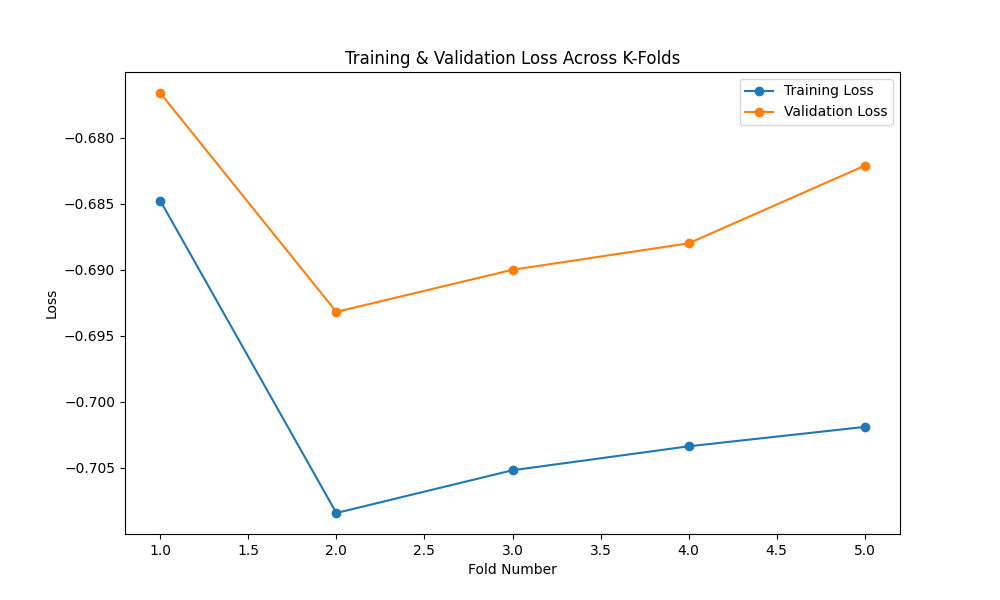 Training & Validation Loss Across K-Folds
Training Loss
Validation Loss
−0.680
−0.685
−0.690
−0.695
−0.700
−0.705
Loss
1.0 1.5 2.0 2.5 3.0 3.5 4.0 4.5 5.0
Fold Number